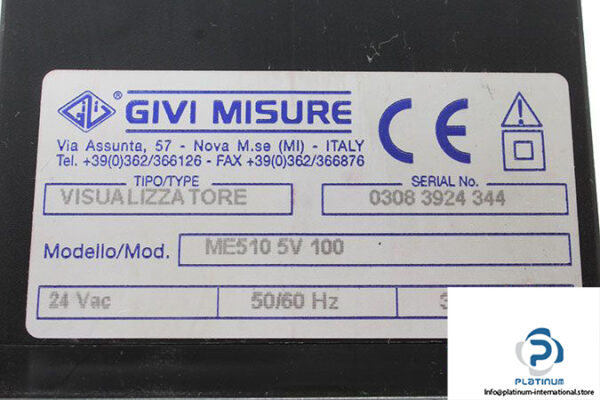 GiVi ® GIVI MISURE
Via Assunta, 57 - Nova M.se (MI) - ITALY
Tel. +39(0)362/366126 - FAX +39(0)362/366876
CE
TIPO/TYPE
SERIAL No.
VISUALIZZATORE
0308 3924 344
Modello/Mod.
ME510 5V 100
24 Vac
50/60 Hz
PLATINUM
Info@platinum-international.store